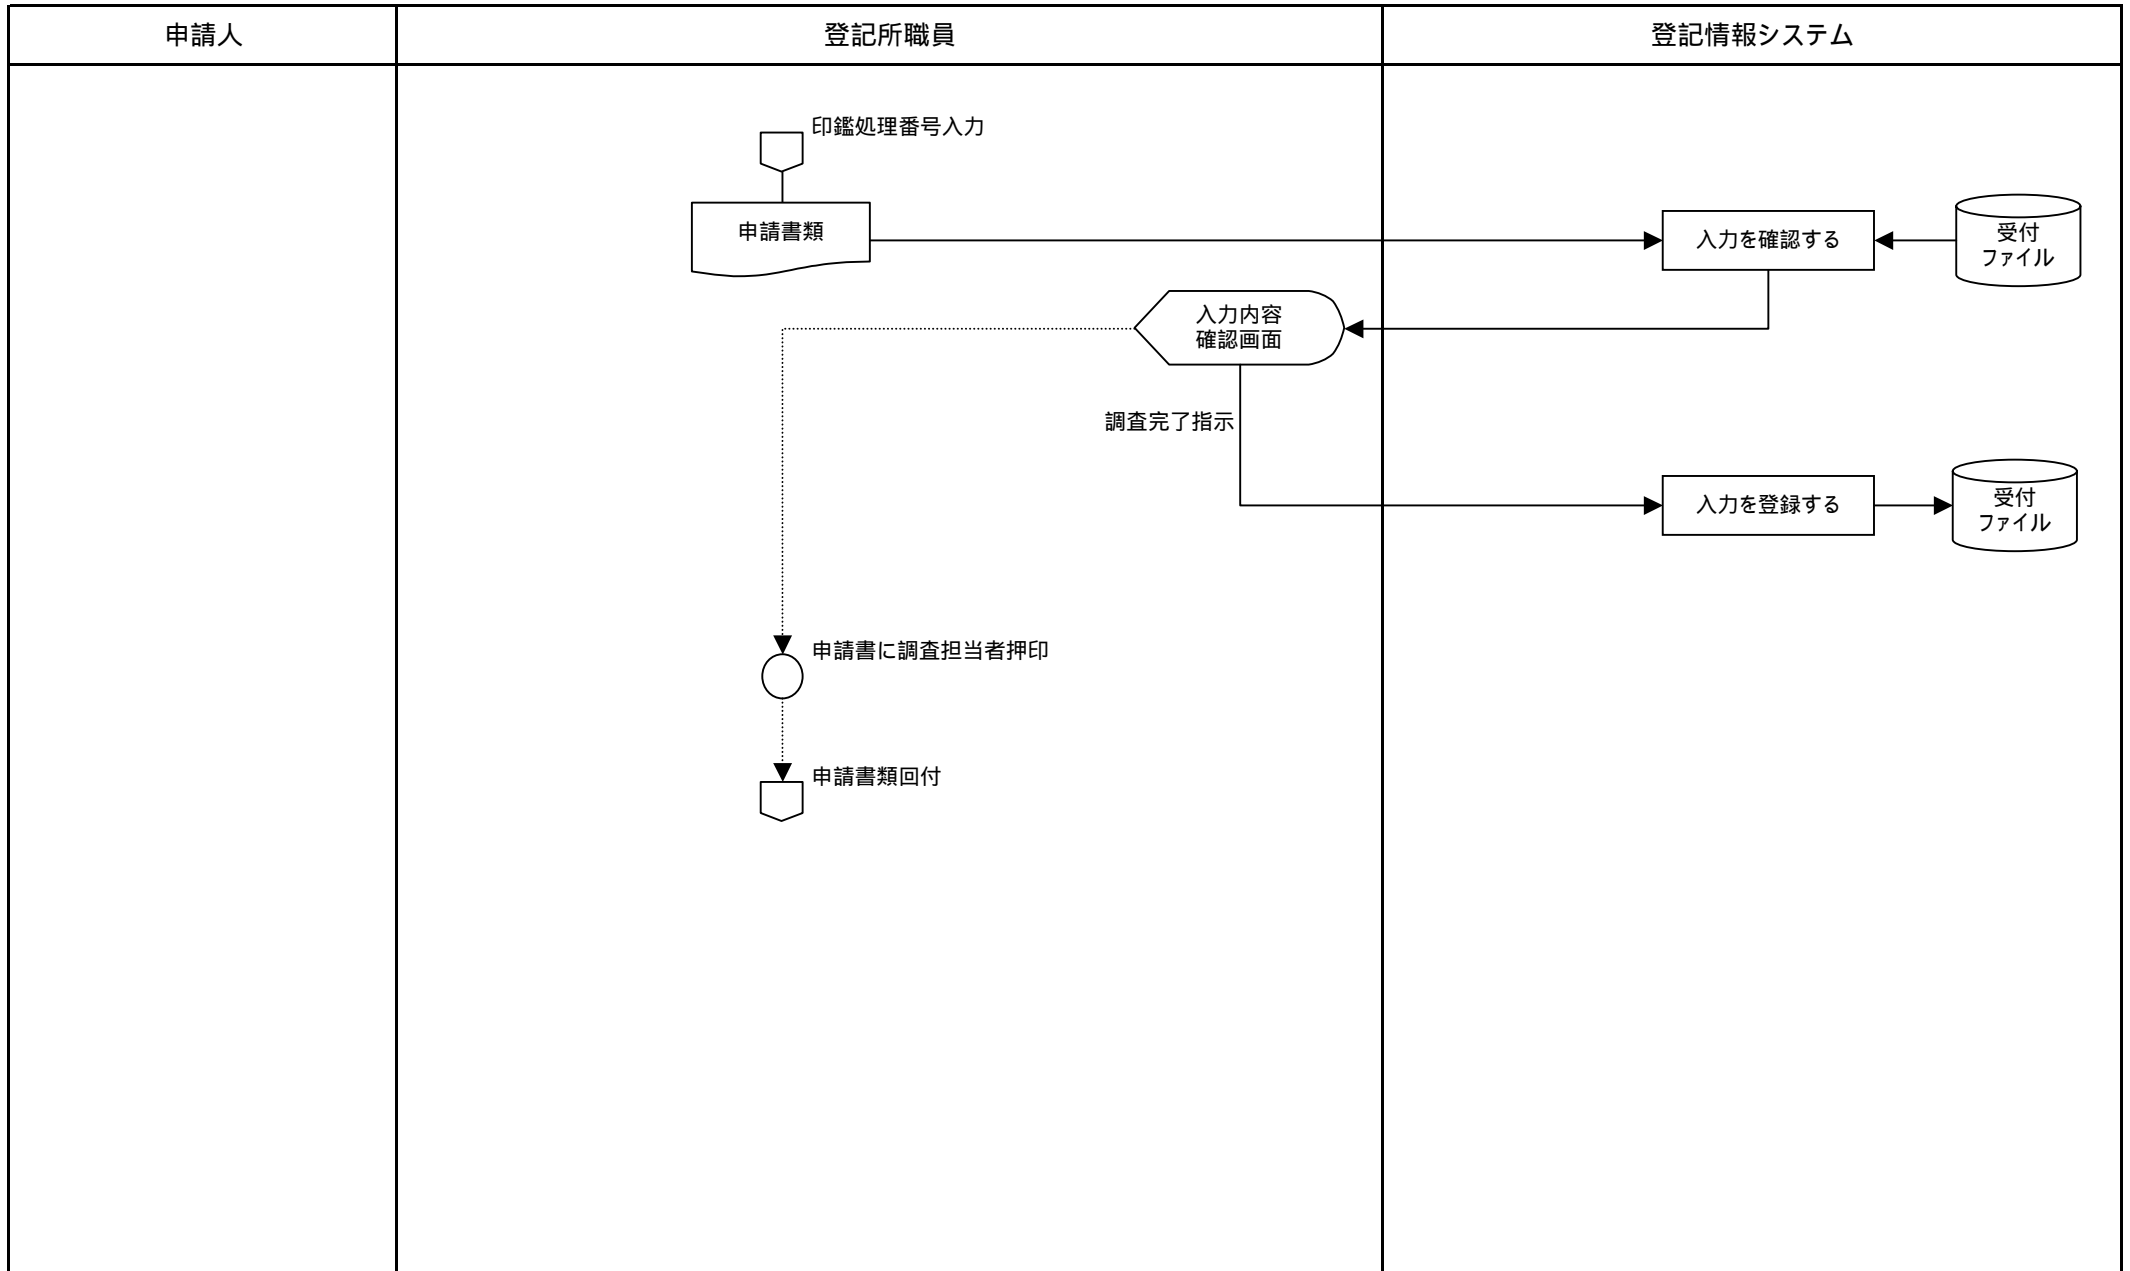 申請人
登記所職員
登記情報システム
印鑑処理番号入力
申請書類
入力を確認する
受付
ファイル
入力内容
確認画面
調査完了指示
入力を登録する
受付
ファイル
申請書に調査担当者押印
申請書類回付